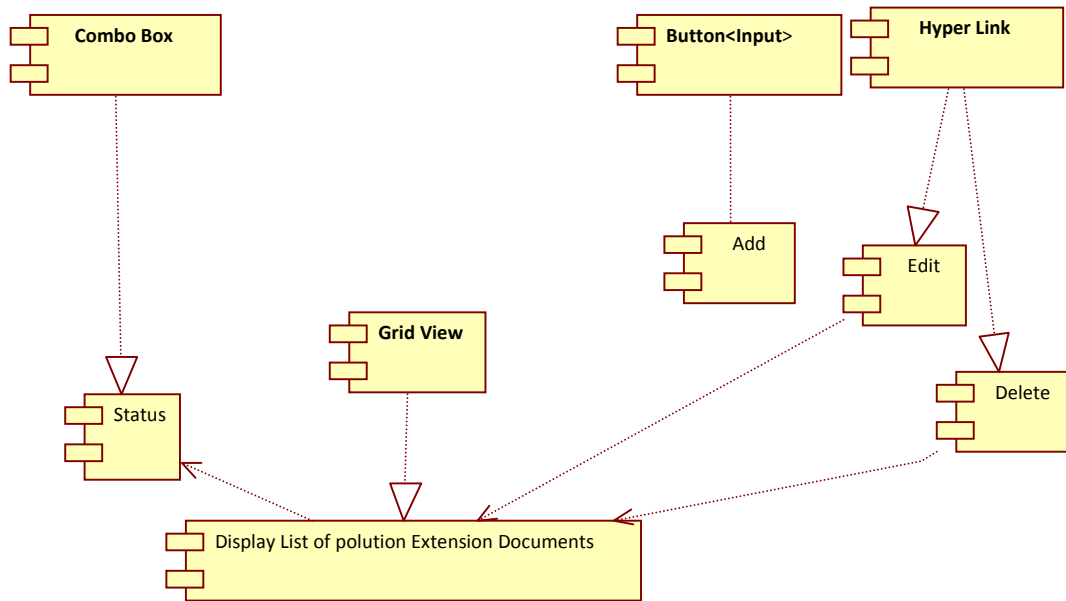 Combo Box
Button<Input>
Hyper Link
Add
Edit
Grid View
Delete
Status
Display List of polution Extension Documents